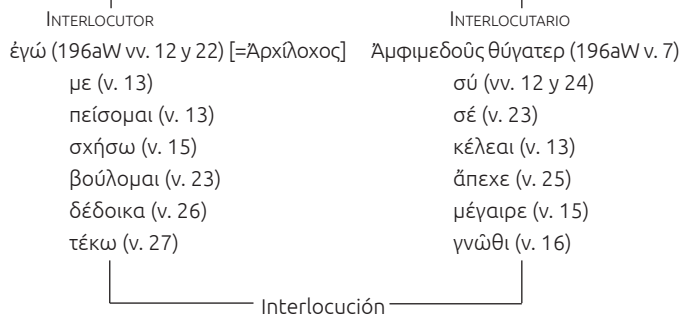 INTERLOCUTOR INTERLOCUTARIO
ἐγώ (196aW vv. 12 y 22) [=Ἀρχίλοχος] Ἀμφιμεδοῦς θύγατερ (196aW v. 7)
με (v. 13) σύ (vv. 12 y 24)
πείσομαι (v. 13) σέ (v. 23)
σχήσω (v. 15) κέλεαι (v. 13)
βούλομαι (v. 23) ἄπεχε (v. 25)
δέδοικα (v. 26) μέγαιρε (v. 15)
τέκω (v. 27) γνῶθι (v. 16)
Interlocución